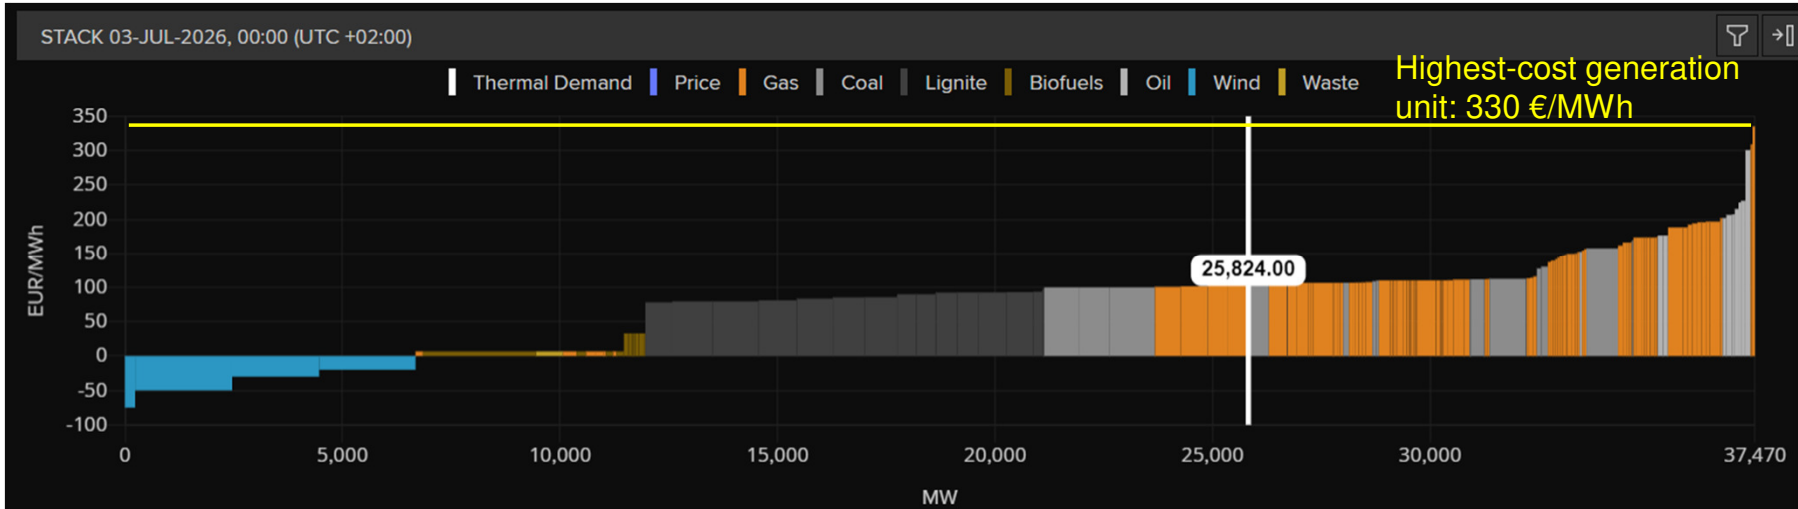 STACK 03-JUL-2026, 00:00 (UTC +02:00)
Thermal Demand Price Gas Coal Lignite Biofuels Oil Wind Waste
Highest-cost generation
unit: 330 €/MWh
350
300
250
200
150
100
50
0
-50
-100
EUR/MWh
25,824.00
0 5,000 10,000 15,000 20,000 25,000 30,000 37,470
MW